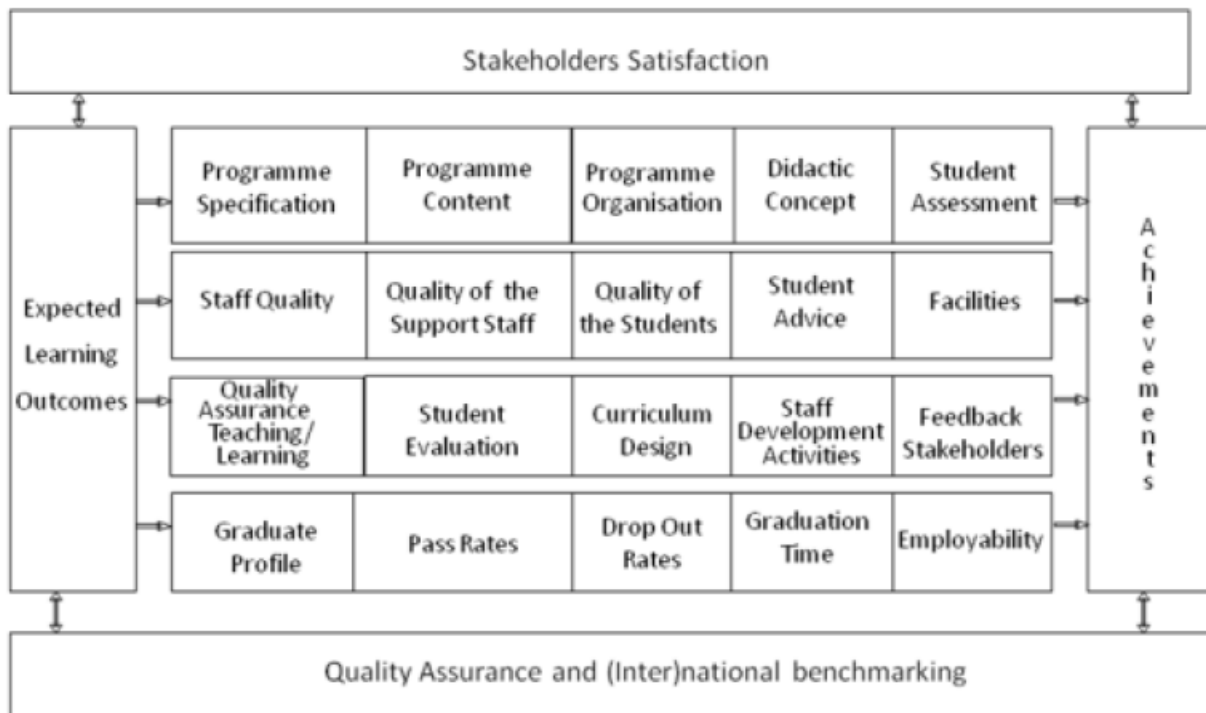 Stakeholders Satisfaction
Programme
Specification
Programme
Content
Programme
Organisation
Didactic
Concept
Student
Assessment
Staff Quality
Quality of the
Support Staff
Quality of
the Students
Student
Advice
Facilities
Expected
Learning
Outcomes
Quality
Assurance
Teaching/
Learning
Student
Evaluation
Curriculum
Design
Staff
Development
Activities
Feedback
Stakeholders
Graduate
Profile
Pass Rates
Drop Out
Rates
Graduation
Time
Employability
Achievements
Quality Assurance and (Inter)national benchmarking